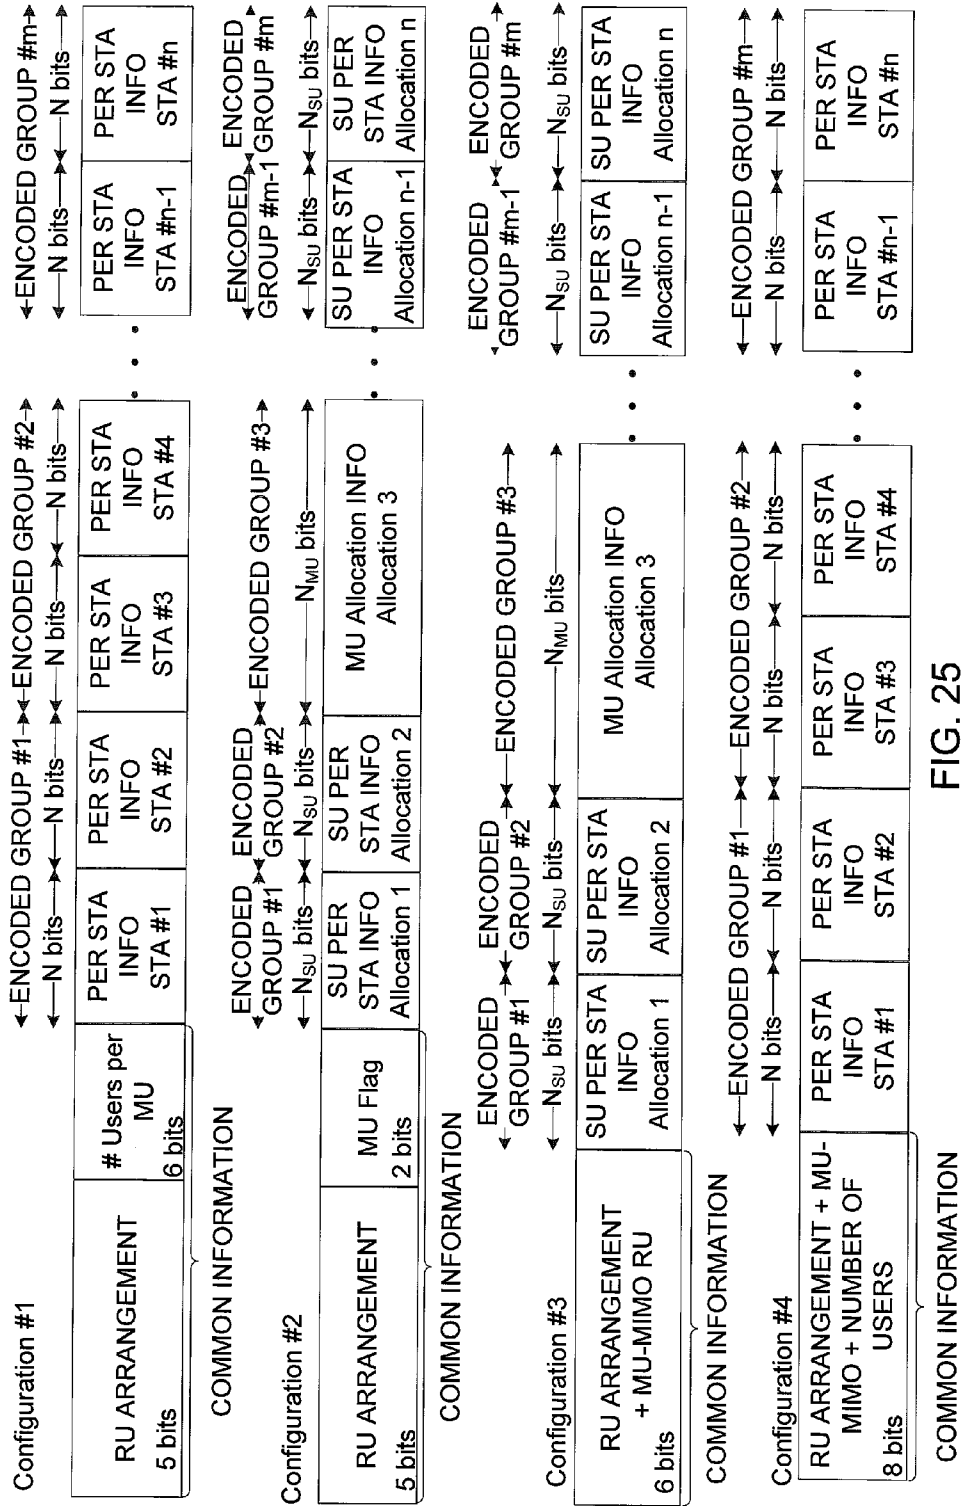 Configuration #1
ENCODED GROUP #1
ENCODED GROUP #2
ENCODED GROUP #m
N bits
N bits
N bits
N bits
N bits
N bits
RU ARRANGEMENT
5 bits
# Users per
MU
6 bits
PER STA
INFO
STA #1
PER STA
INFO
STA #2
PER STA
INFO
STA #3
PER STA
INFO
STA #4
• • •
PER STA
INFO
STA #n-1
PER STA
INFO
STA #n
COMMON INFORMATION
Configuration #2
ENCODED
GROUP #1
ENCODED
GROUP #2
ENCODED GROUP #3
ENCODED
GROUP #m-1
ENCODED
GROUP #m
NSU bits
NSU bits
NMU bits
NSU bits
NSU bits
RU ARRANGEMENT
5 bits
MU Flag
2 bits
SU PER
STA INFO
Allocation 1
SU PER
STA INFO
Allocation 2
MU Allocation INFO
Allocation 3
• • •
SU PER STA
INFO
Allocation n-1
SU PER
STA INFO
Allocation n
COMMON INFORMATION
Configuration #3
ENCODED
GROUP #1
ENCODED
GROUP #2
ENCODED GROUP #3
ENCODED
GROUP #m-1
ENCODED
GROUP #m
NSU bits
NSU bits
NMU bits
NSU bits
NSU bits
RU ARRANGEMENT
+ MU-MIMO RU
6 bits
SU PER STA
INFO
Allocation 1
SU PER STA
INFO
Allocation 2
MU Allocation INFO
Allocation 3
• • •
SU PER STA
INFO
Allocation n-1
SU PER STA
INFO
Allocation n
COMMON INFORMATION
Configuration #4
ENCODED GROUP #1
ENCODED GROUP #2
ENCODED GROUP #m
N bits
N bits
N bits
N bits
N bits
N bits
RU ARRANGEMENT + MU-
MIMO + NUMBER OF
USERS
8 bits
PER STA
INFO
STA #1
PER STA
INFO
STA #2
PER STA
INFO
STA #3
PER STA
INFO
STA #4
• • •
PER STA
INFO
STA #n-1
PER STA
INFO
STA #n
COMMON INFORMATION
FIG. 25